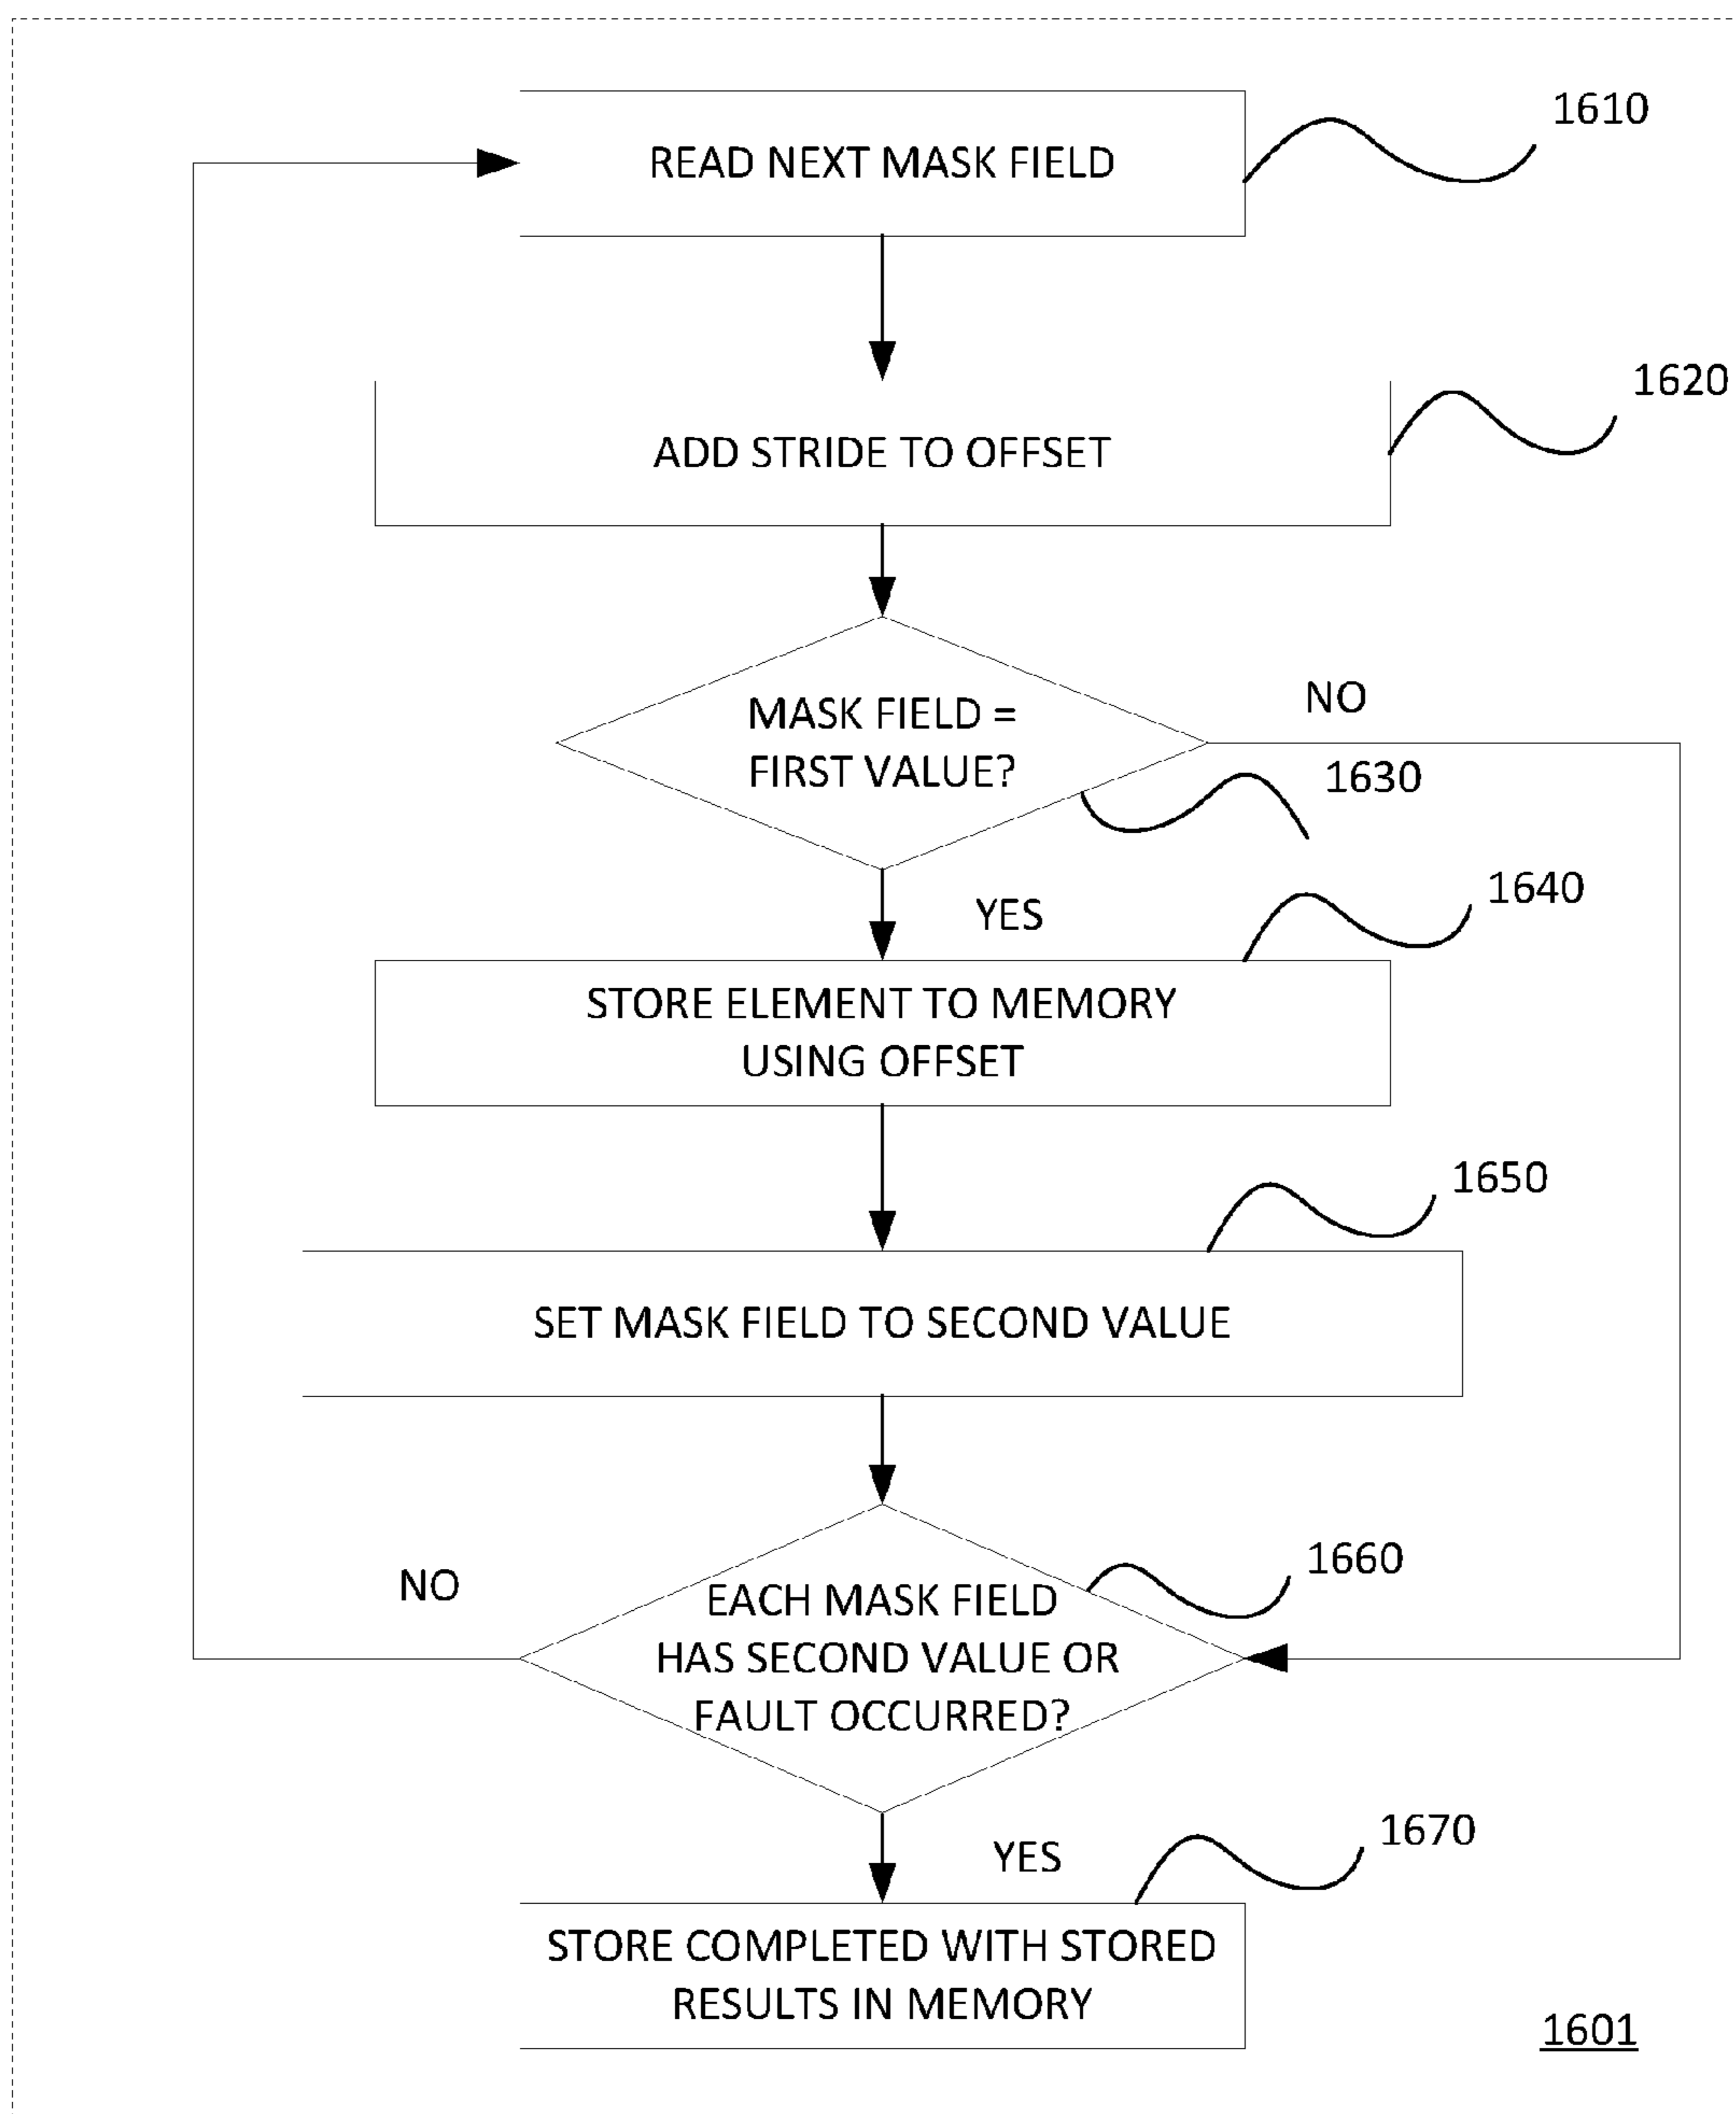 1610
READ NEXT MASK FIELD
1620
ADD STRIDE TO OFFSET
NO
MASK FIELD =
FIRST VALUE?
1630
1640
YES
STORE ELEMENT TO MEMORY
USING OFFSET
1650
SET MASK FIELD TO SECOND VALUE
1660
NO
EACH MASK FIELD
HAS SECOND VALUE OR
FAULT OCCURRED?
1670
YES
STORE COMPLETED WITH STORED
RESULTS IN MEMORY
1601